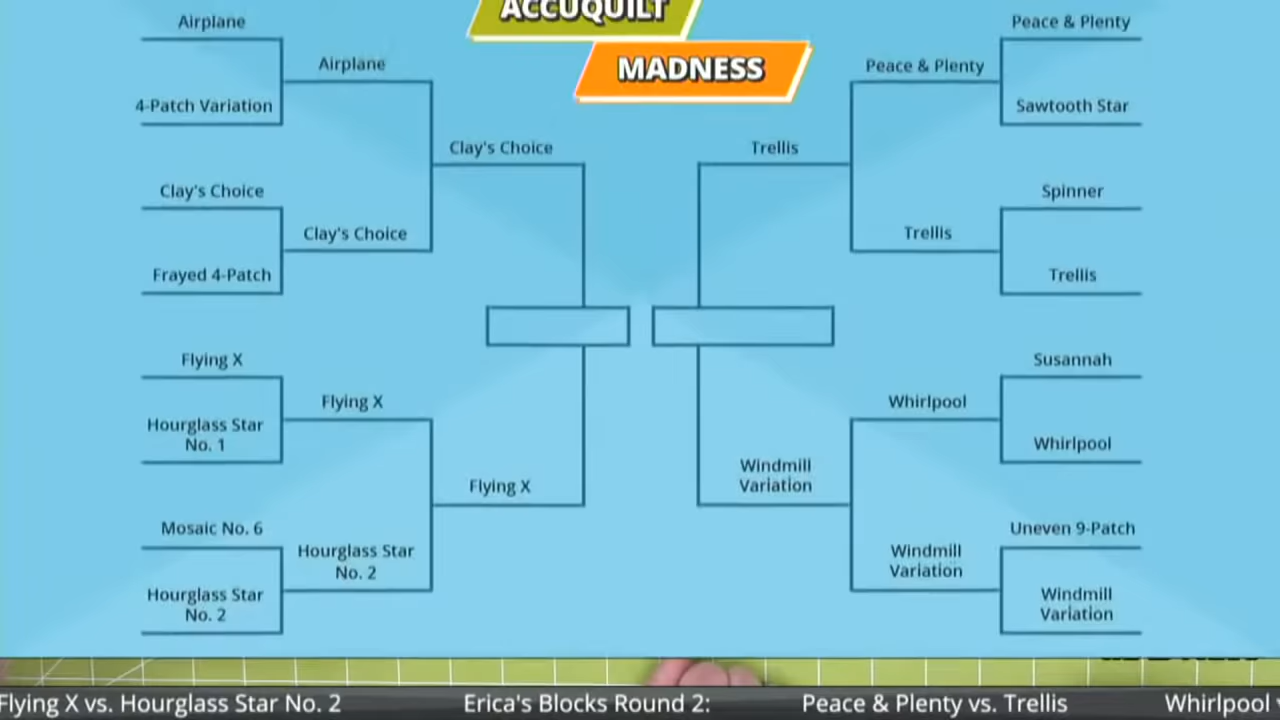 ACCUQUILT
MADNESS
Airplane
4-Patch Variation
Clay's Choice
Frayed 4-Patch
Flying X
Hourglass Star
No. 1
Mosaic No. 6
Hourglass Star
No. 2
Airplane
Clay's Choice
Flying X
Hourglass Star
No. 2
Clay's Choice
Flying X
Trellis
Windmill
Variation
Peace & Plenty
Trellis
Whirlpool
Windmill
Variation
Peace & Plenty
Sawtooth Star
Spinner
Trellis
Susannah
Whirlpool
Uneven 9-Patch
Windmill
Variation
Flying X vs. Hourglass Star No. 2 Erica's Blocks Round 2: Peace & Plenty vs. Trellis Whirlpool